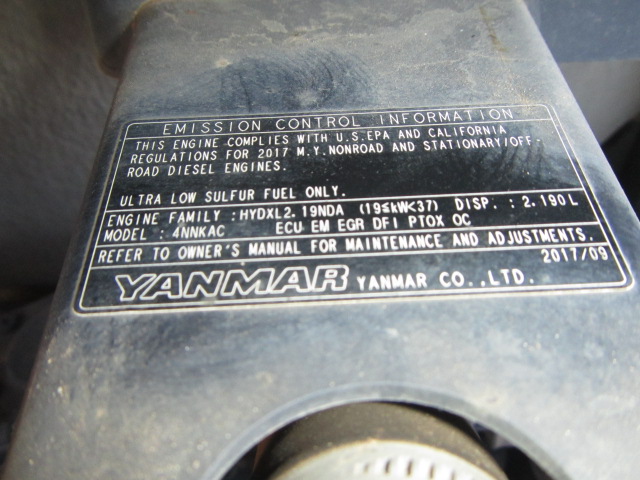 EMISSION CONTROL INFORMATION
THIS ENGINE COMPLIES WITH U.S.EPA AND CALIFORNIA
REGULATIONS FOR 2017 M.Y.NONROAD AND STATIONARY/OFF-
ROAD DIESEL ENGINES.
ULTRA LOW SULFUR FUEL ONLY.
ENGINE FAMILY :HYDXL2.19NDA (19≤kW<37) DISP. :2.190L
MODEL :4NNKAC ECU EM EGR DFI PTOX OC
REFER TO OWNER'S MANUAL FOR MAINTENANCE AND ADJUSTMENTS.
2017/09
YANMAR YANMAR CO.,LTD.